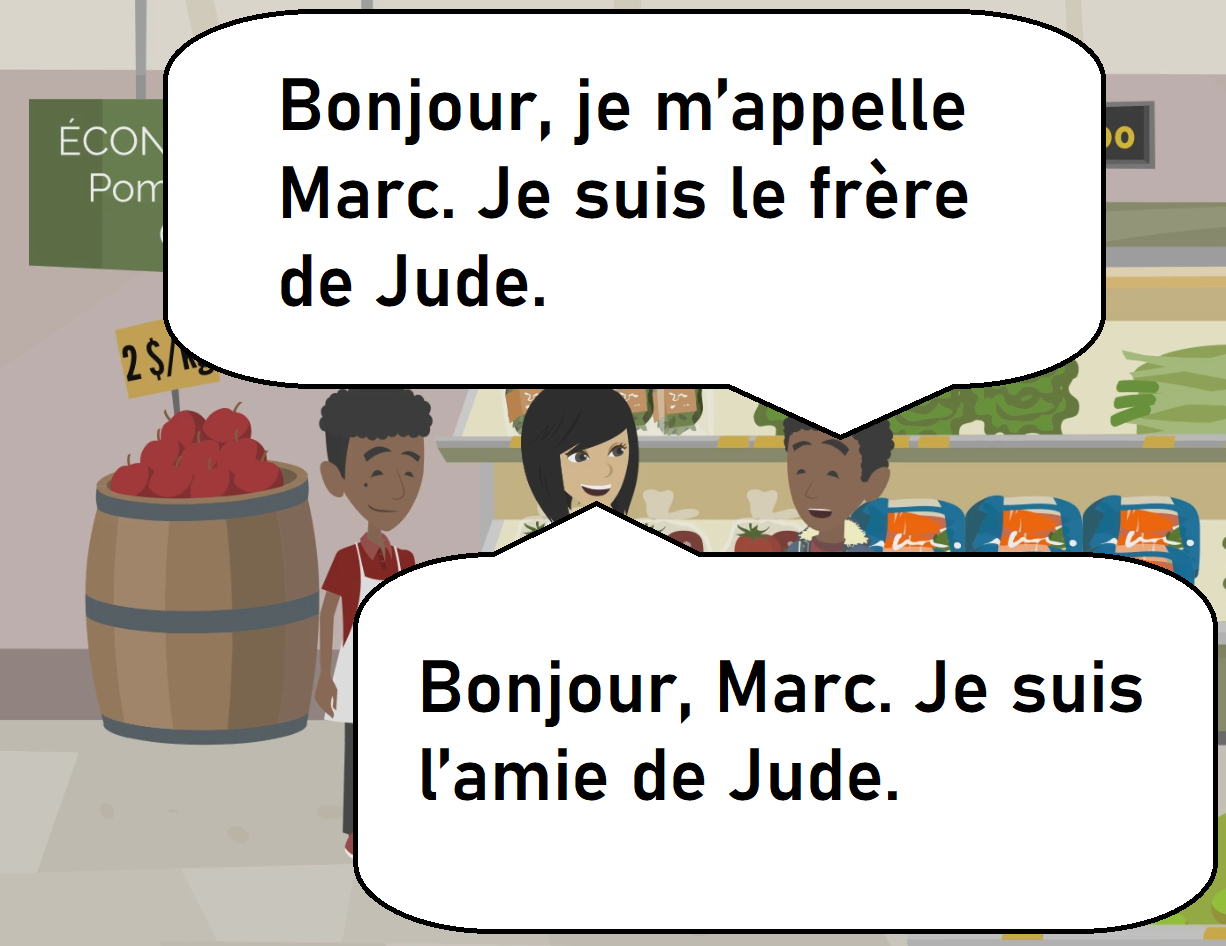 Bonjour, je m’appelle
Marc. Je suis le frère
de Jude.
2 $/kg
Bonjour, Marc. Je suis
l’amie de Jude.